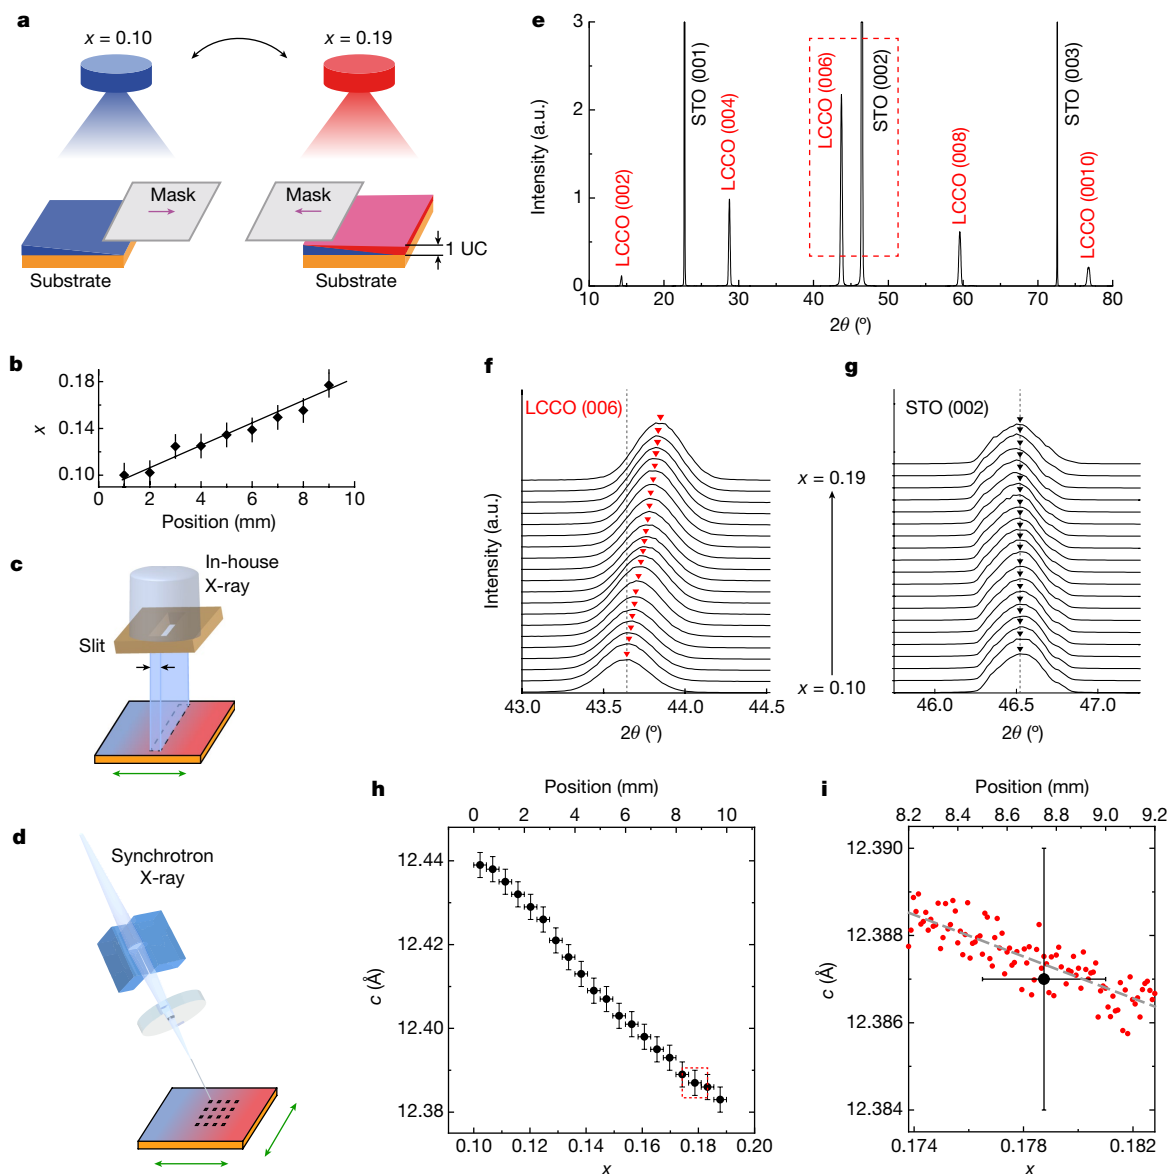 a
x = 0.10
x = 0.19
Mask
Mask
1 UC
Substrate
Substrate
b
x
0.18
0.14
0.10
0 2 4 6 8 10
Position (mm)
c
In-house
X-ray
Slit
d
Synchrotron
X-ray
e
Intensity (a.u.)
3
2
1
0
LCCO (002)
STO (001)
LCCO (004)
LCCO (006)
STO (002)
LCCO (008)
STO (003)
LCCO (0010)
10 20 30 40 50 60 70 80
2θ (º)
f
LCCO (006)
Intensity (a.u.)
43.0 43.5 44.0 44.5
2θ (º)
x = 0.19
x = 0.10
g
STO (002)
46.0 46.5 47.0
2θ (º)
h
Position (mm)
0 2 4 6 8 10
c (Å)
12.44
12.42
12.40
12.38
0.10 0.12 0.14 0.16 0.18 0.20
x
i
Position (mm)
8.2 8.4 8.6 8.8 9.0 9.2
c (Å)
12.390
12.388
12.386
12.384
0.174 0.178 0.182
x